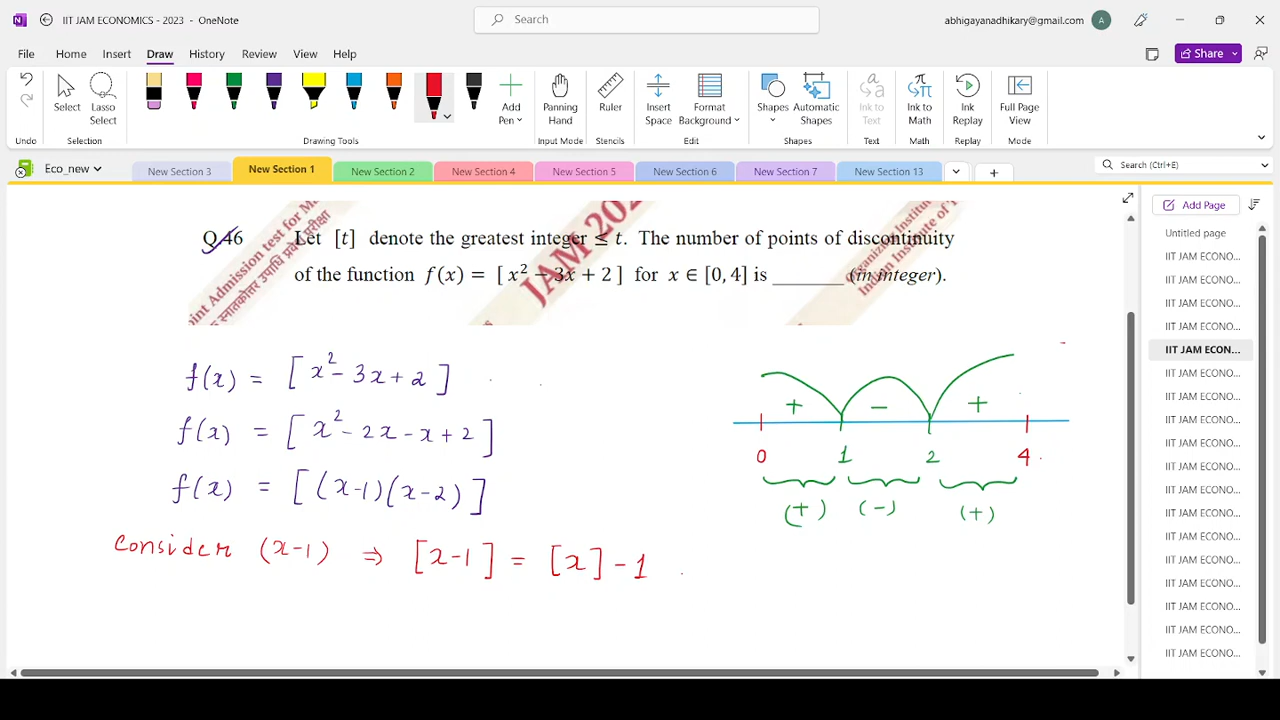 IIT JAM ECONOMICS - 2023 - OneNote
Search
abhigayanadhikary@gmail.com
A
File Home Insert Draw History Review View Help
Share
Undo
Select
Lasso Select
Add Pen
Panning Hand
Ruler
Insert Space
Format Background
Shapes
Automatic Shapes
Ink to Text
Ink to Math
Ink Replay
Full Page View
Undo Selection Drawing Tools Input Mode Stencils Edit Shapes Text Math Replay Mode
Eco_new
New Section 3
New Section 1
New Section 2
New Section 4
New Section 5
New Section 6
New Section 7
New Section 13
Search (Ctrl+E)
Add Page
Untitled page
IIT JAM ECONO...
IIT JAM ECONO...
IIT JAM ECONO...
IIT JAM ECONO...
IIT JAM ECON...
IIT JAM ECONO...
IIT JAM ECONO...
IIT JAM ECONO...
IIT JAM ECONO...
IIT JAM ECONO...
IIT JAM ECONO...
IIT JAM ECONO...
IIT JAM ECONO...
IIT JAM ECONO...
IIT JAM ECONO...
IIT JAM ECONO...
IIT JAM ECONO...
IIT JAM ECONO...
Q.46 Let [t] denote the greatest integer ≤ t. The number of points of discontinuity
of the function f(x) = [ x² − 3x + 2 ] for x ∈ [0, 4] is ________ (in integer).
JAM 202
f(x) = [x² - 3x + 2]
f(x) = [x² - 2x - x + 2]
f(x) = [(x-1)(x-2)]
Consider (x-1) ⇒ [x-1] = [x] - 1
+ - +
0 1 2 4
(+) (-) (+)